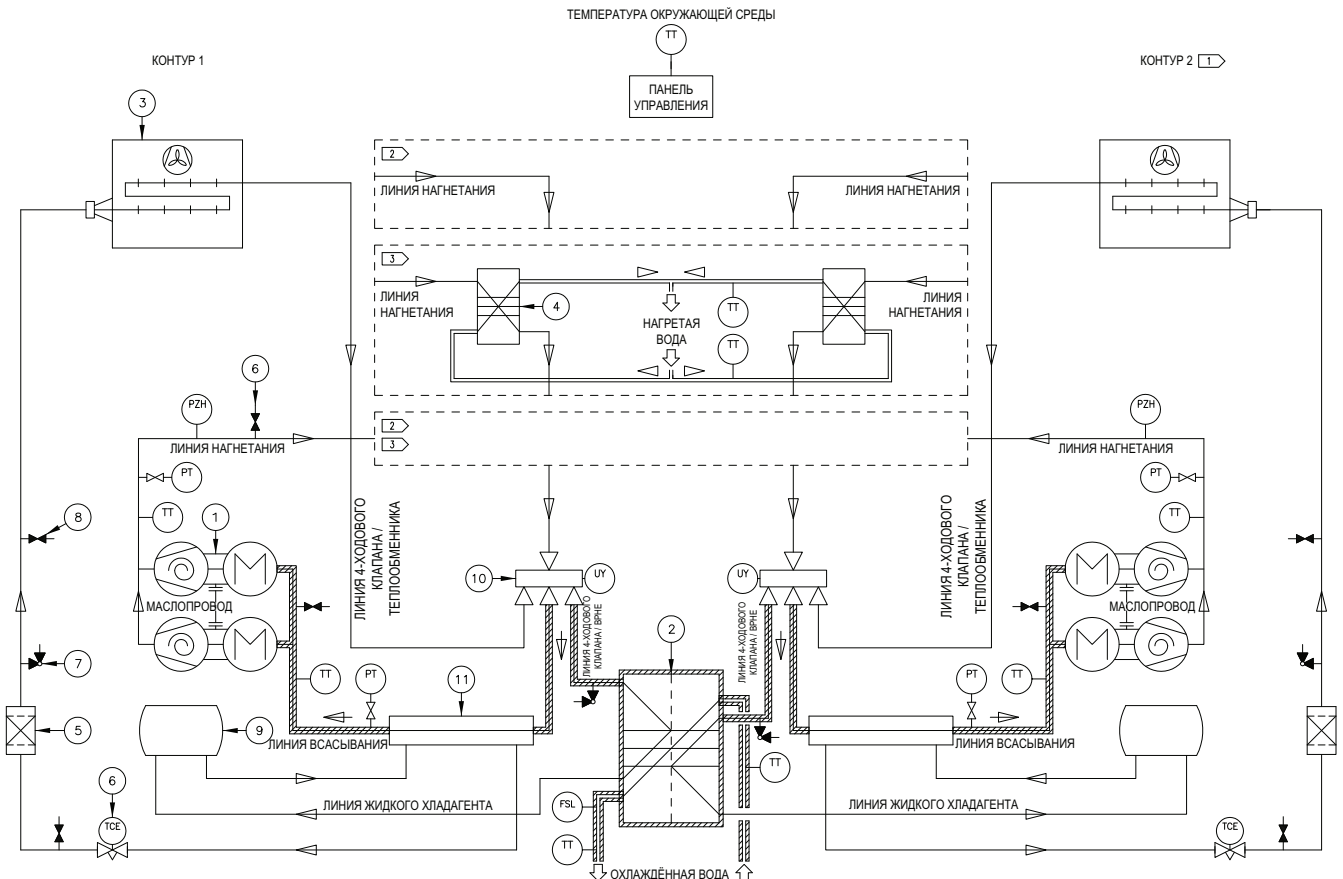 ТЕМПЕРАТУРА ОКРУЖАЮЩЕЙ СРЕДЫ
TT
КОНТУР 1
КОНТУР 2 1
ПАНЕЛЬ
УПРАВЛЕНИЯ
3
2
ЛИНИЯ НАГНЕТАНИЯ
ЛИНИЯ НАГНЕТАНИЯ
3
ЛИНИЯ
НАГНЕТАНИЯ
4
НАГРЕТАЯ
ВОДА
TT
TT
ЛИНИЯ
НАГНЕТАНИЯ
6
PZH
ЛИНИЯ НАГНЕТАНИЯ
2
3
PZH
ЛИНИЯ НАГНЕТАНИЯ
PT
PT
TT
TT
8
1
ЛИНИЯ 4-ХОДОВОГО
КЛАПАНА /
ТЕПЛООБМЕННИКА
ЛИНИЯ 4-ХОДОВОГО
КЛАПАНА /
ТЕПЛООБМЕННИКА
10
UY
UY
МАСЛОПРОВОД
МАСЛОПРОВОД
ЛИНИЯ 4-ХОДОВОГО
КЛАПАНА / BPHE
ЛИНИЯ 4-ХОДОВОГО
КЛАПАНА / BPHE
2
7
TT
PT
11
PT
TT
5
9
ЛИНИЯ ВСАСЫВАНИЯ
ЛИНИЯ ВСАСЫВАНИЯ
TT
6
TCE
ЛИНИЯ ЖИДКОГО ХЛАДАГЕНТА
FSL
ЛИНИЯ ЖИДКОГО ХЛАДАГЕНТА
TCE
TT
ОХЛАЖДЁННАЯ ВОДА